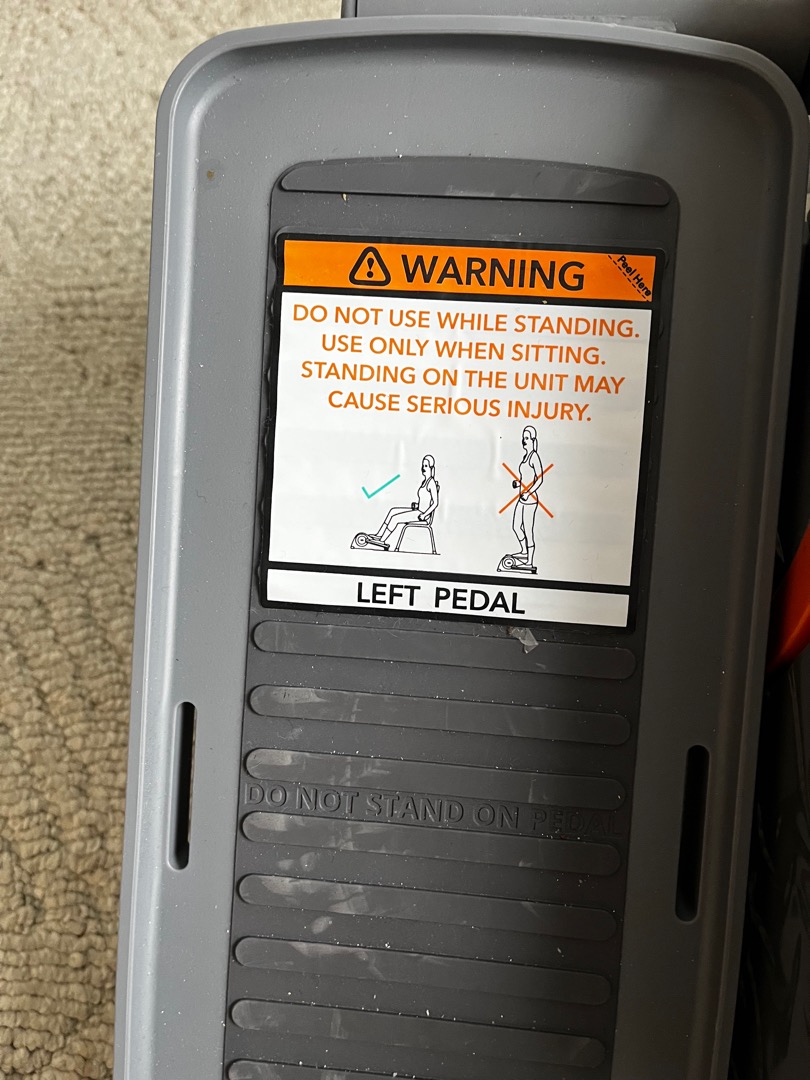 WARNING
Peel Here
DO NOT USE WHILE STANDING.
USE ONLY WHEN SITTING.
STANDING ON THE UNIT MAY
CAUSE SERIOUS INJURY.
LEFT PEDAL
DO NOT STAND ON PEDAL